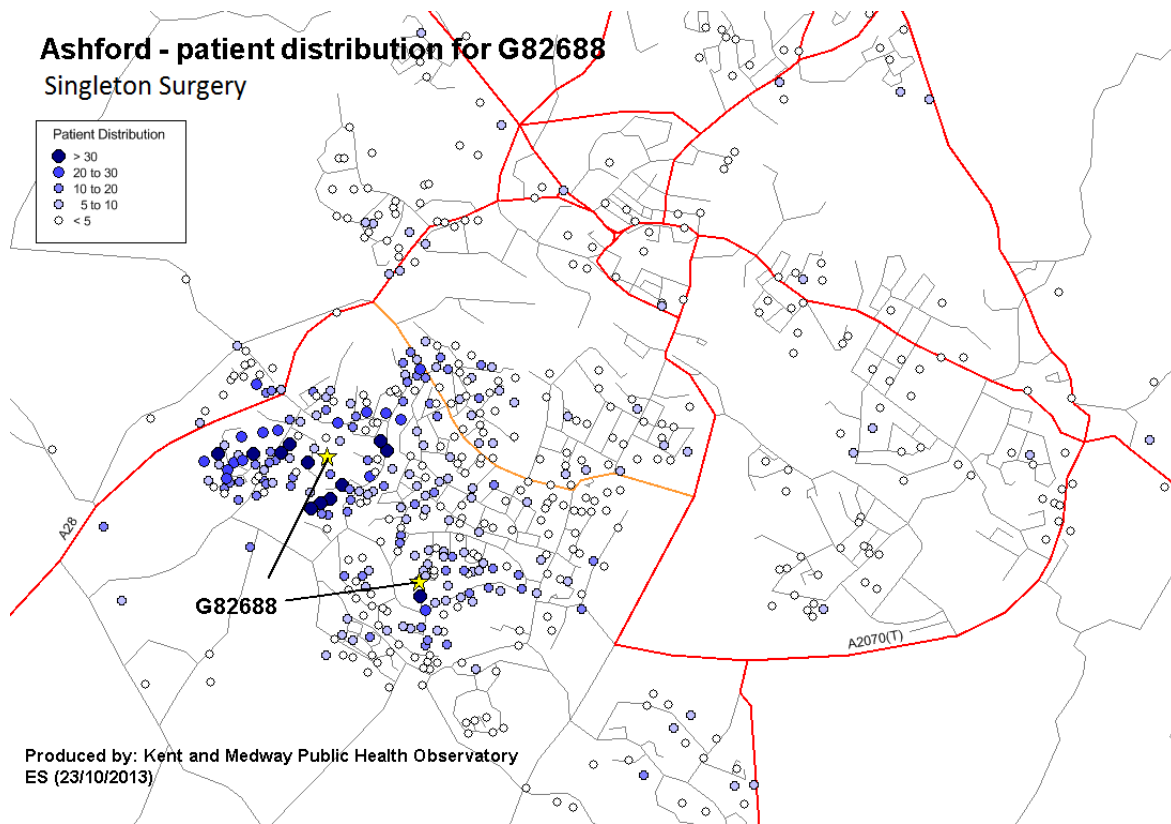 Ashford - patient distribution for G82688
Singleton Surgery
Patient Distribution
> 30
20 to 30
10 to 20
5 to 10
< 5
A28
G82688
A2070(T)
Produced by: Kent and Medway Public Health Observatory
ES (23/10/2013)